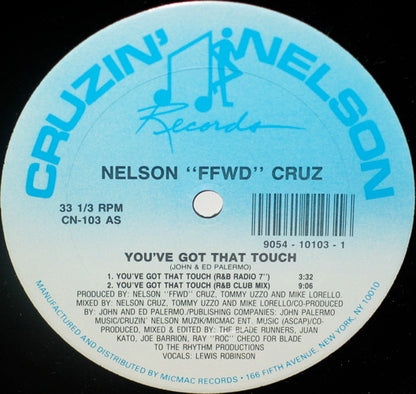 CRUZIN' NELSON
Records
NELSON "FFWD" CRUZ
33 1/3 RPM
CN-103 AS
9054 - 10103 - 1
YOU'VE GOT THAT TOUCH
(JOHN & ED PALERMO)
1. YOU'VE GOT THAT TOUCH (R&B RADIO 7") 3:32
2. YOU'VE GOT THAT TOUCH (R&B CLUB MIX) 9:06
PRODUCED BY: NELSON "FFWD" CRUZ, TOMMY UZZO AND MIKE LORELLO.
MIXED BY: NELSON CRUZ, TOMMY UZZO AND MIKE LORELLO/CO-PRODUCED
BY: JOHN AND ED PALERMO/PUBLISHING COMPANIES: JOHN PALERMO
MUSIC/CRUZIN' NELSON MUZIK/MICMAC ENT. MUSIC (ASCAP)/CO-
PRODUCED, MIXED & EDITED BY: THE BLADE RUNNERS, JUAN
KATO, JOE BARRION, RAY "ROC" CHECO FOR BLADE
TO THE RHYTHM PRODUCTIONS
VOCALS: LEWIS ROBINSON
MANUFACTURED AND DISTRIBUTED BY MICMAC RECORDS • 166 FIFTH AVENUE, NEW YORK, NY 10010